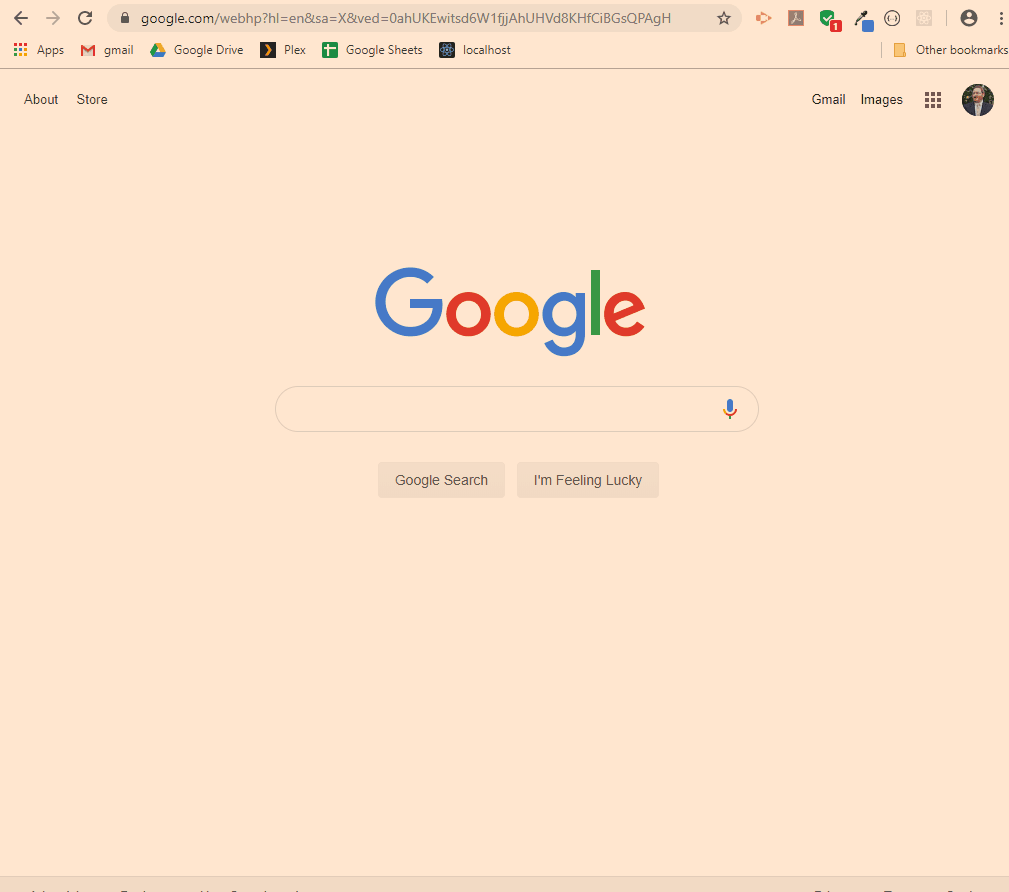 google.com/webhp?hl=en&sa=X&ved=0ahUKEwitsd6W1fjjAhUHVd8KHfCiBGsQPAgH
1
Apps gmail Google Drive Plex Google Sheets localhost Other bookmarks
About Store Gmail Images
Google
Google Search I'm Feeling Lucky